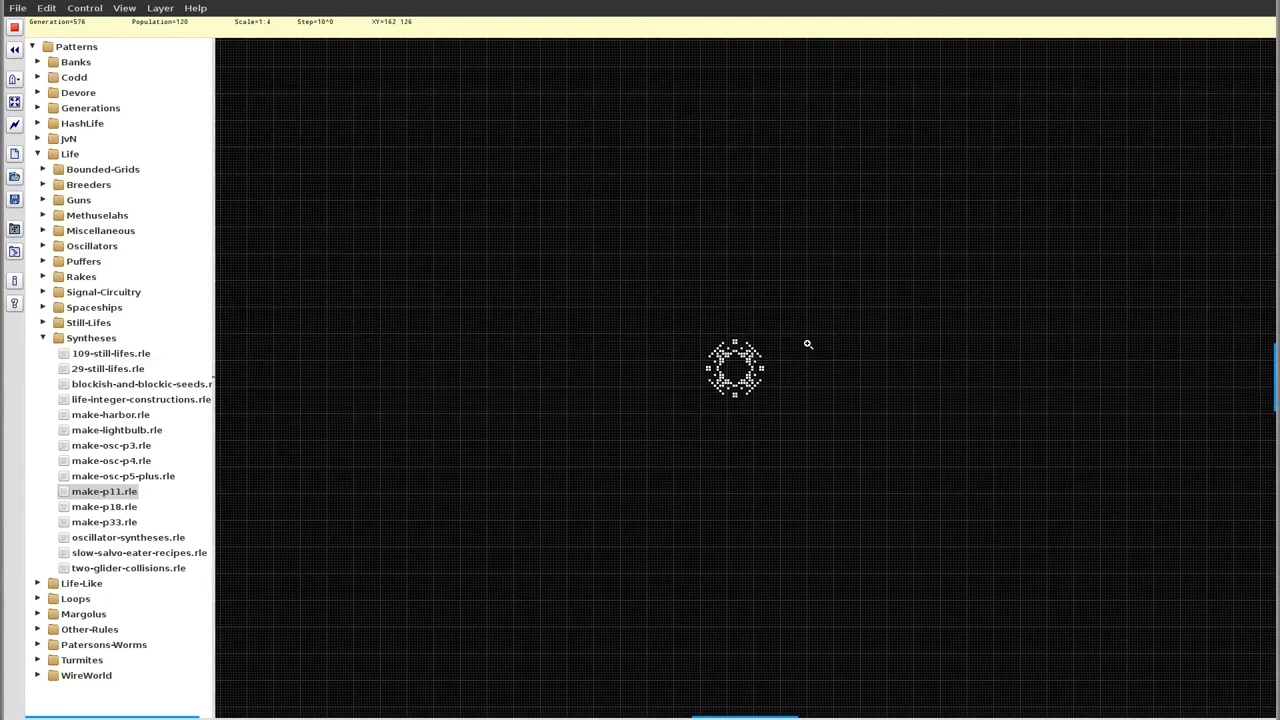 File Edit Control View Layer Help
Generation=576 Population=120 Scale=1:4 Step=10^0 XY=162 126
Patterns
Banks
Codd
Devore
Generations
HashLife
JvN
Life
Bounded-Grids
Breeders
Guns
Methuselahs
Miscellaneous
Oscillators
Puffers
Rakes
Signal-Circuitry
Spaceships
Still-Lifes
Syntheses
109-still-lifes.rle
29-still-lifes.rle
blockish-and-blockic-seeds.r
life-integer-constructions.rle
make-harbor.rle
make-lightbulb.rle
make-osc-p3.rle
make-osc-p4.rle
make-osc-p5-plus.rle
make-p11.rle
make-p18.rle
make-p33.rle
oscillator-syntheses.rle
slow-salvo-eater-recipes.rle
two-glider-collisions.rle
Life-Like
Loops
Margolus
Other-Rules
Patersons-Worms
Turmites
WireWorld